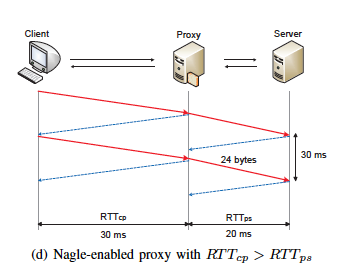 Client Proxy Server
24 bytes
30 ms
RTTcp RTTps
30 ms 20 ms
(d) Nagle-enabled proxy with RTTcp > RTTps